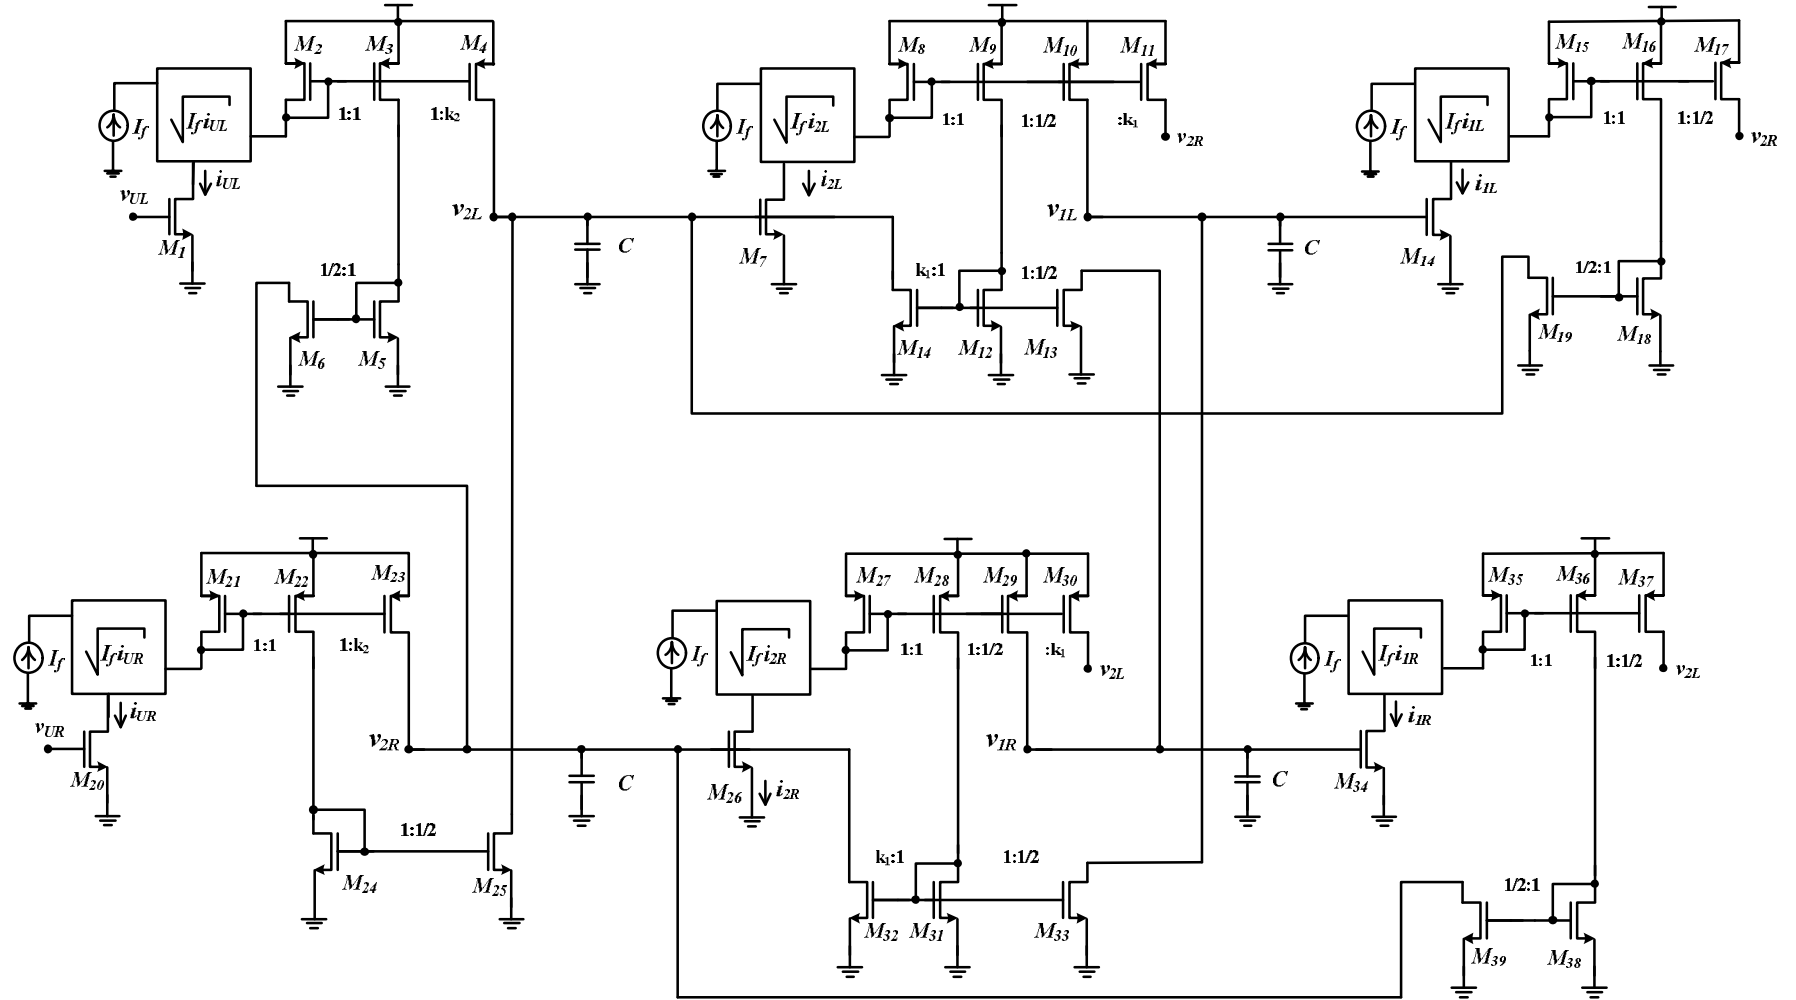 M2 M3 M4 M8 M9 M10 M11 M15 M16 M17
If √IfiUL 1:1 1:k2 If √Ifi2L 1:1 1:1/2 :k1 v2R If √Ifi1L 1:1 1:1/2 v2R
vUL iUL v2L i2L v1L i1L
M1 C M7 C M14
1/2:1 k1:1 1:1/2 1/2:1
M6 M5 M14 M12 M13 M19 M18
M21 M22 M23 M27 M28 M29 M30 M35 M36 M37
If √IfiUR 1:1 1:k2 If √Ifi2R 1:1 1:1/2 :k1 v2L If √Ifi1R 1:1 1:1/2 v2L
vUR iUR v2R v1R i1R
M20 C M26 i2R C M34
1:1/2 k1:1 1:1/2 1/2:1
M24 M25 M32 M31 M33 M39 M38